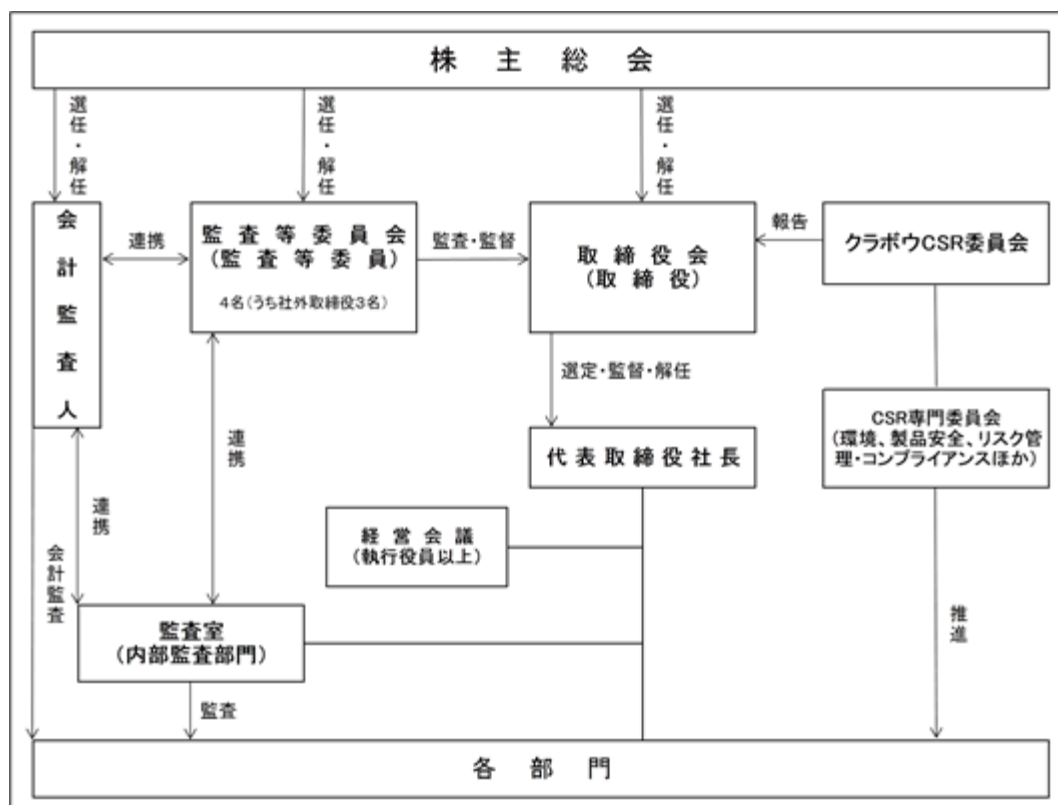 株主総会
選任・解任
選任・解任
選任・解任
会計監査人
連携
監査等委員会
(監査等委員)
4名(うち社外取締役3名)
監査・監督
取締役会
(取締役)
報告
クラボウCSR委員会
選定・監督・解任
代表取締役社長
CSR専門委員会
(環境、製品安全、リスク管
理・コンプライアンスほか)
連携
連携
経営会議
(執行役員以上)
会計監査
監査室
(内部監査部門)
推進
監査
各部門